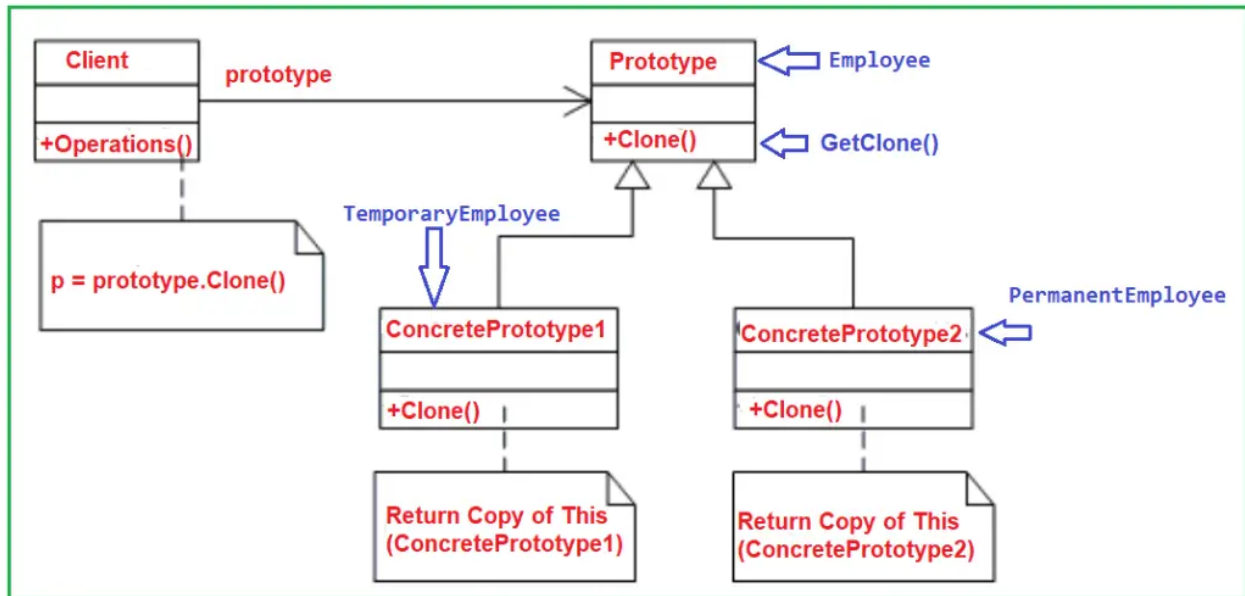 Client
prototype
Prototype
Employee
+Operations()
+Clone()
GetClone()
TemporaryEmployee
p = prototype.Clone()
PermanentEmployee
ConcretePrototype1
ConcretePrototype2
+Clone()
+Clone()
Return Copy of This
(ConcretePrototype1)
Return Copy of This
(ConcretePrototype2)